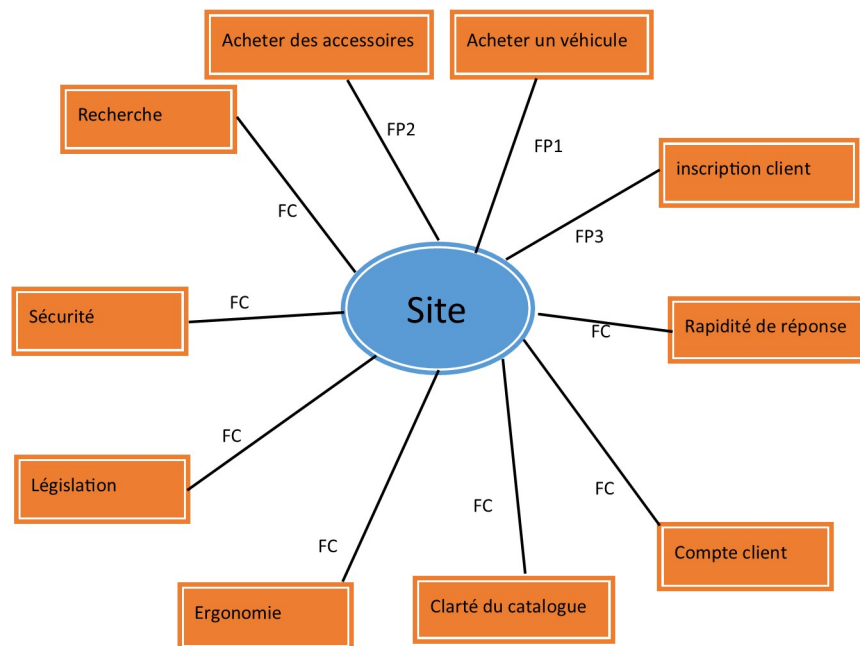 Acheter des accessoires
Acheter un véhicule
Recherche
FP2
FP1
inscription client
FC
FP3
Sécurité
FC
Site
Rapidité de réponse
FC
Législation
FC
FC
FC
FC
Compte client
Ergonomie
Clarté du catalogue